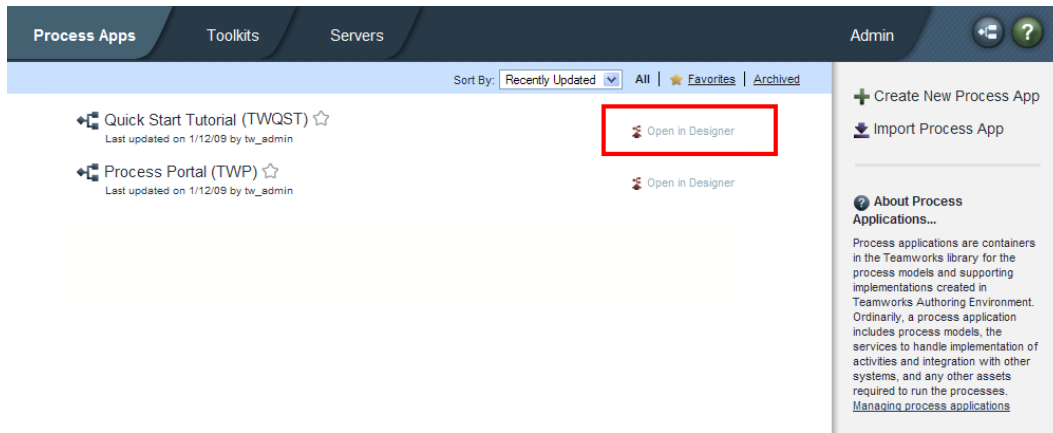 Process Apps Toolkits Servers Admin ?
Sort By: Recently Updated All | Favorites | Archived
Quick Start Tutorial (TWQST)
Last updated on 1/12/09 by tw_admin
Open in Designer
Process Portal (TWP)
Last updated on 1/12/09 by tw_admin
Open in Designer
Create New Process App
Import Process App
? About Process
Applications...
Process applications are containers
in the Teamworks library for the
process models and supporting
implementations created in
Teamworks Authoring Environment.
Ordinarily, a process application
includes process models, the
services to handle implementation of
activities and integration with other
systems, and any other assets
required to run the processes.
Managing process applications